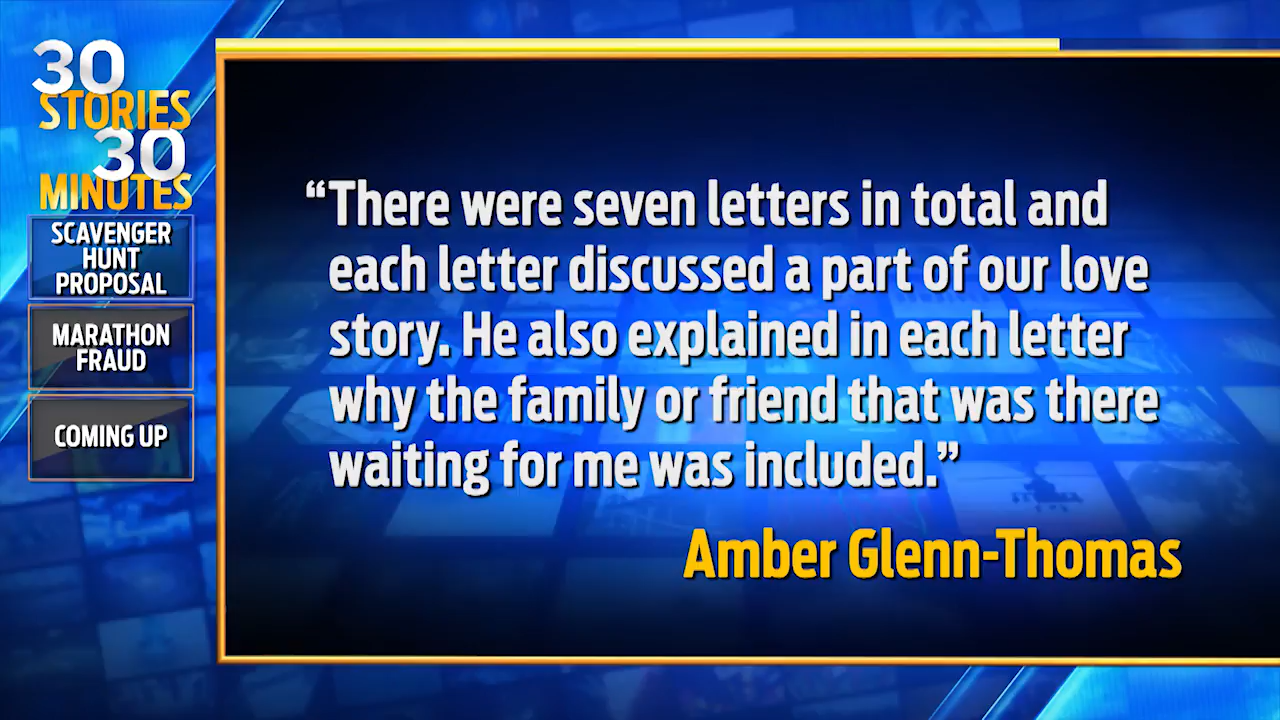 30
STORIES
30
MINUTES
SCAVENGER
HUNT
PROPOSAL
MARATHON
FRAUD
COMING UP
“There were seven letters in total and
each letter discussed a part of our love
story. He also explained in each letter
why the family or friend that was there
waiting for me was included.”
Amber Glenn-Thomas